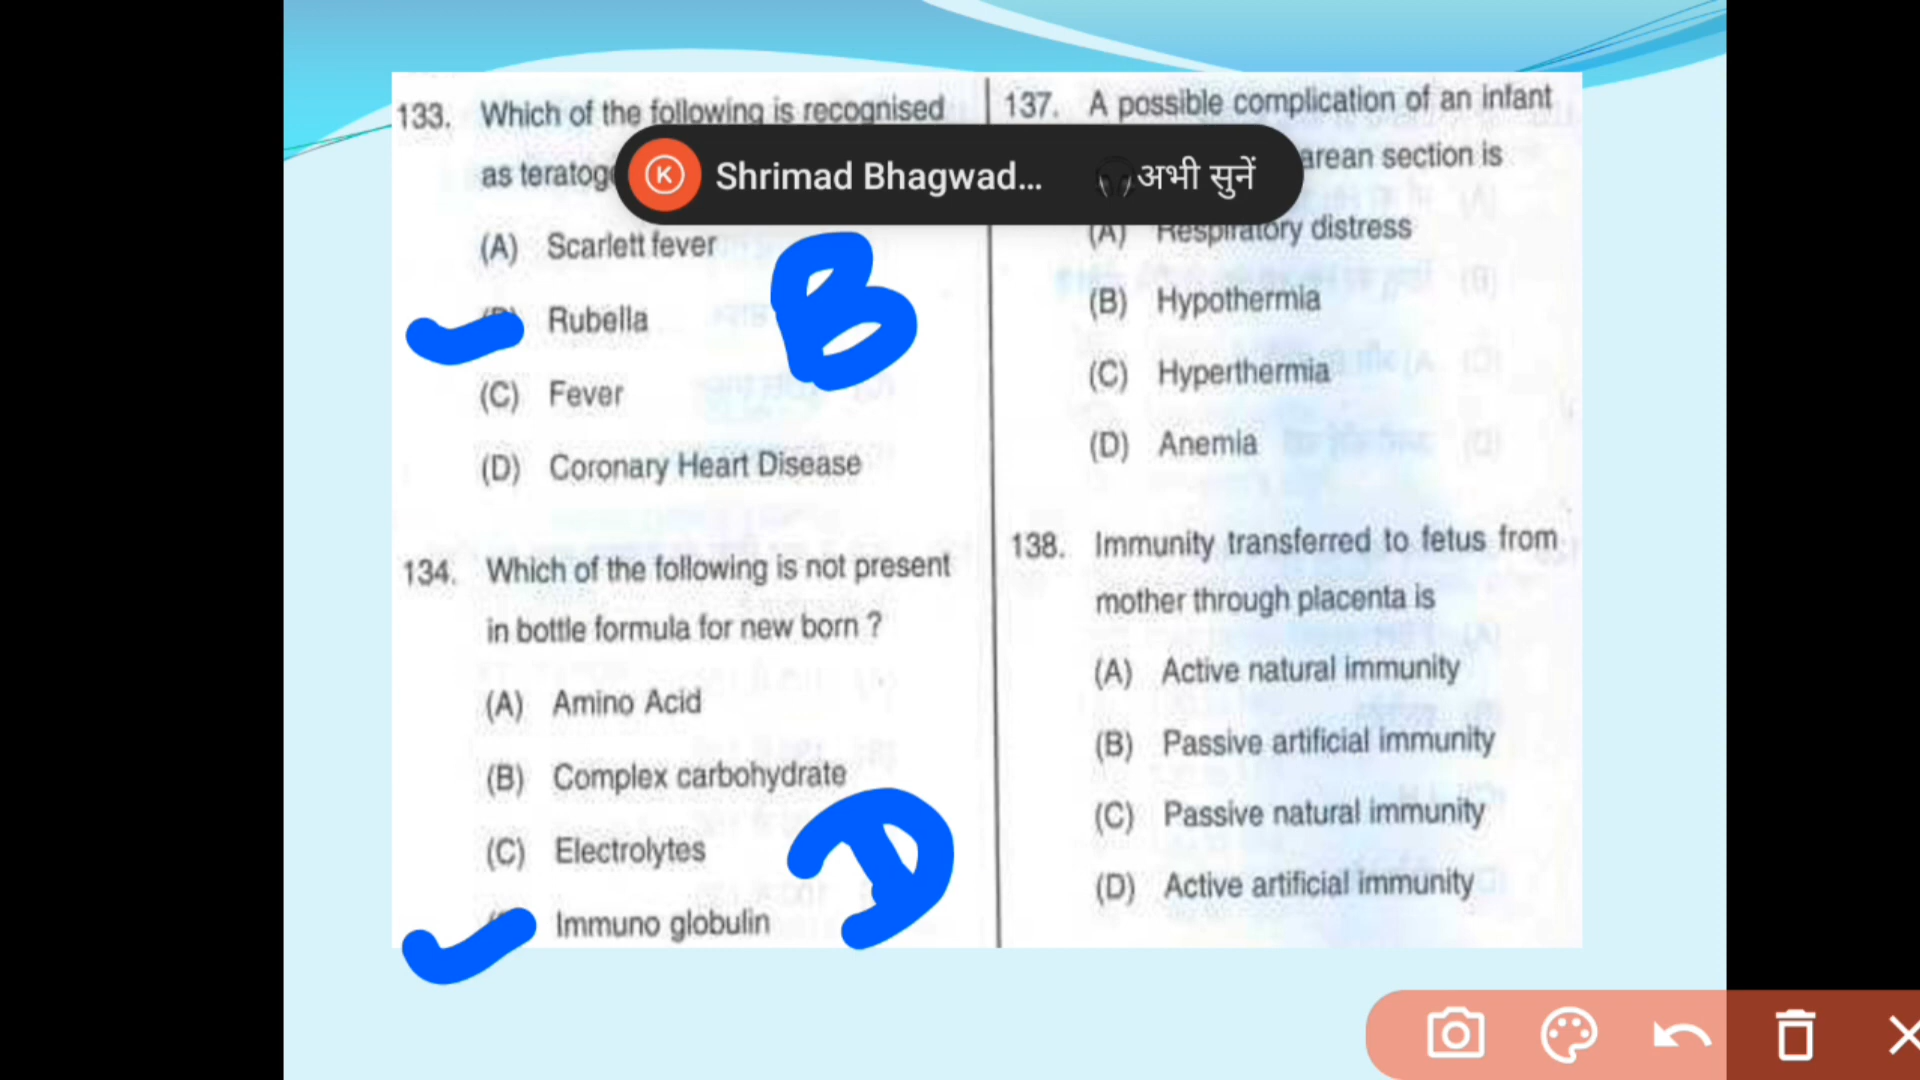 133. Which of the following is recognised
as teratog
(A) Scarlett fever
Rubella
(C) Fever
(D) Coronary Heart Disease
B
134. Which of the following is not present
in bottle formula for new born ?
(A) Amino Acid
(B) Complex carbohydrate
(C) Electrolytes
Immuno globulin
D
Shrimad Bhagwad... अभी सुनें
K
137. A possible complication of an infant
arean section is
(A) Respiratory distress
(B) Hypothermia
(C) Hyperthermia
(D) Anemia
138. Immunity transferred to fetus from
mother through placenta is
(A) Active natural immunity
(B) Passive artificial immunity
(C) Passive natural immunity
(D) Active artificial immunity